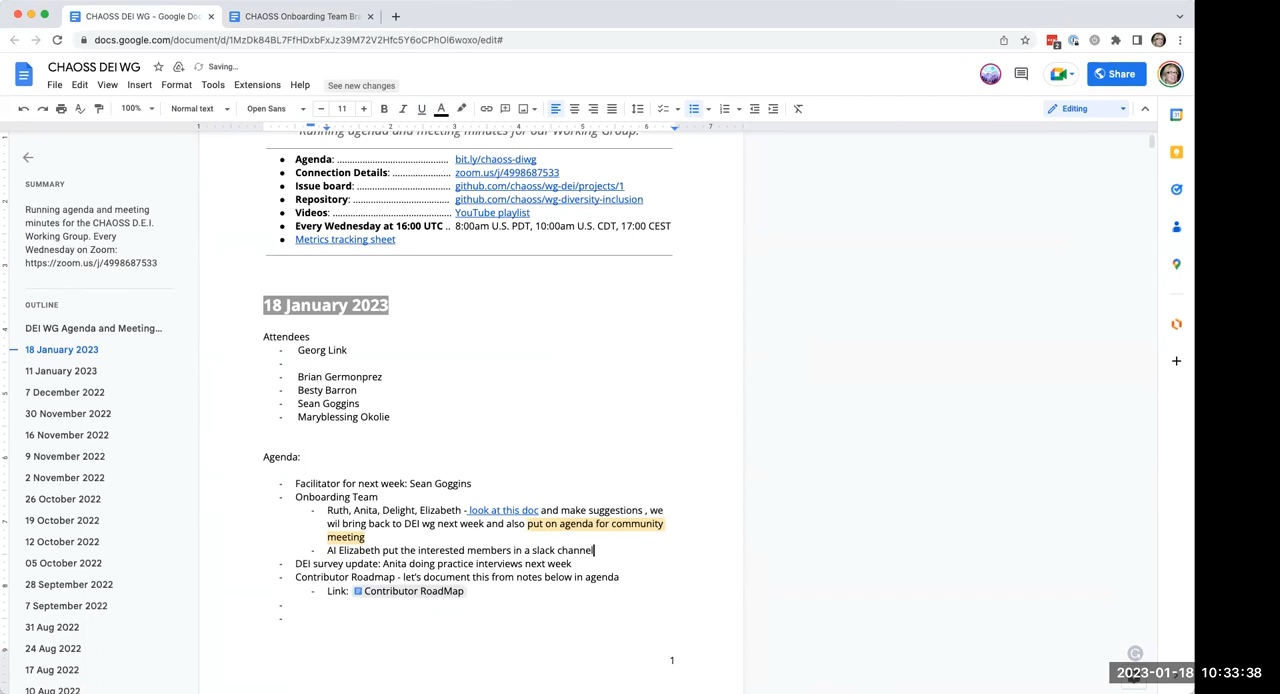 CHAOSS DEI WG - Google Doc
CHAOSS Onboarding Team Bra
docs.google.com/document/d/1MzDk84BL7FfHDxbFxJz39M72V2Hfc5Y6oCPhOl6woxo/edit#
2
CHAOSS DEI WG
Saving...
File Edit View Insert Format Tools Extensions Help
See new changes
Share
100% Normal text Open Sans 11
B I U A
Editing
SUMMARY
Running agenda and meeting
minutes for the CHAOSS D.E.I.
Working Group. Every
Wednesday on Zoom:
https://zoom.us/j/4998687533
OUTLINE
DEI WG Agenda and Meeting...
18 January 2023
11 January 2023
7 December 2022
30 November 2022
16 November 2022
9 November 2022
2 November 2022
26 October 2022
19 October 2022
12 October 2022
05 October 2022
28 September 2022
7 September 2022
31 Aug 2022
24 Aug 2022
17 Aug 2022
10 Aug 2022
Running agenda and meeting minutes for our Working Group.
● Agenda: ........................................ bit.ly/chaoss-diwg
● Connection Details: ...................... zoom.us/j/4998687533
● Issue board: .................................. github.com/chaoss/wg-dei/projects/1
● Repository: ................................... github.com/chaoss/wg-diversity-inclusion
● Videos: .......................................... YouTube playlist
● Every Wednesday at 16:00 UTC .. 8:00am U.S. PDT, 10:00am U.S. CDT, 17:00 CEST
● Metrics tracking sheet
18 January 2023
Attendees
- Georg Link
-
- Brian Germonprez
- Besty Barron
- Sean Goggins
- Maryblessing Okolie
Agenda:
- Facilitator for next week: Sean Goggins
- Onboarding Team
- Ruth, Anita, Delight, Elizabeth - look at this doc and make suggestions , we
wil bring back to DEI wg next week and also put on agenda for community
meeting
- AI Elizabeth put the interested members in a slack channel
- DEI survey update: Anita doing practice interviews next week
- Contributor Roadmap - let's document this from notes below in agenda
- Link: Contributor RoadMap
-
-
1
2023-01-18 10:33:38